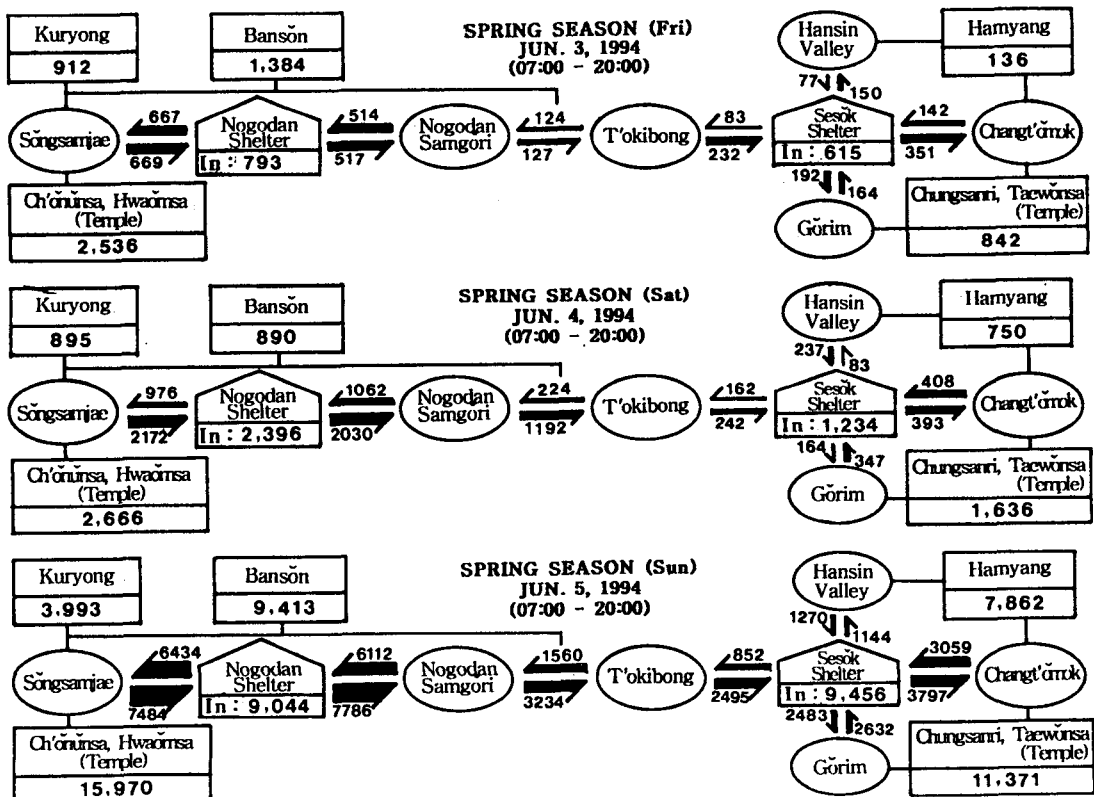 Kuryong
912
Bansŏn
1,384
SPRING SEASON (Fri)
JUN. 3, 1994
(07:00 - 20:00)
Hansin
Valley
Hamyang
136
77
150
Sŏngsamjae
667
669
Nogodan
Shelter
In : 793
514
517
Nogodan
Samgori
124
127
T'okibong
83
232
Sesŏk
Shelter
In : 615
142
351
Changt'ŏmok
192
164
Gŏrim
Ch'ŏnŭnsa, Hwaŏmsa
(Temple)
2,536
Chungsanri, Taewŏnsa
(Temple)
842
Kuryong
895
Bansŏn
890
SPRING SEASON (Sat)
JUN. 4, 1994
(07:00 - 20:00)
Hansin
Valley
Hamyang
750
237
83
Sŏngsamjae
976
2172
Nogodan
Shelter
In : 2,396
1062
2030
Nogodan
Samgori
224
1192
T'okibong
162
242
Sesŏk
Shelter
In : 1,234
408
393
Changt'ŏmok
164
347
Gŏrim
Ch'ŏnŭnsa, Hwaŏmsa
(Temple)
2,666
Chungsanri, Taewŏnsa
(Temple)
1,636
Kuryong
3,993
Bansŏn
9,413
SPRING SEASON (Sun)
JUN. 5, 1994
(07:00 - 20:00)
Hansin
Valley
Hamyang
7,862
1270
1144
Sŏngsamjae
6434
7484
Nogodan
Shelter
In : 9,044
6112
7786
Nogodan
Samgori
1560
3234
T'okibong
852
2495
Sesŏk
Shelter
In : 9,456
3059
3797
Changt'ŏmok
2483
2632
Gŏrim
Ch'ŏnŭnsa, Hwaŏmsa
(Temple)
15,970
Chungsanri, Taewŏnsa
(Temple)
11,371